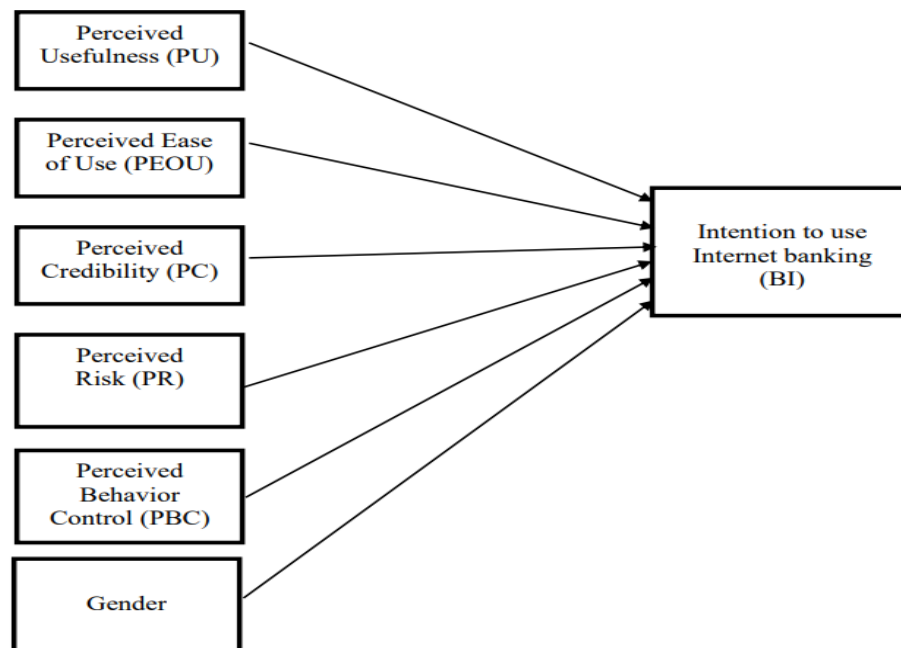 Perceived
Usefulness (PU)
Perceived Ease
of Use (PEOU)
Perceived
Credibility (PC)
Perceived
Risk (PR)
Perceived
Behavior
Control (PBC)
Gender
Intention to use
Internet banking
(BI)